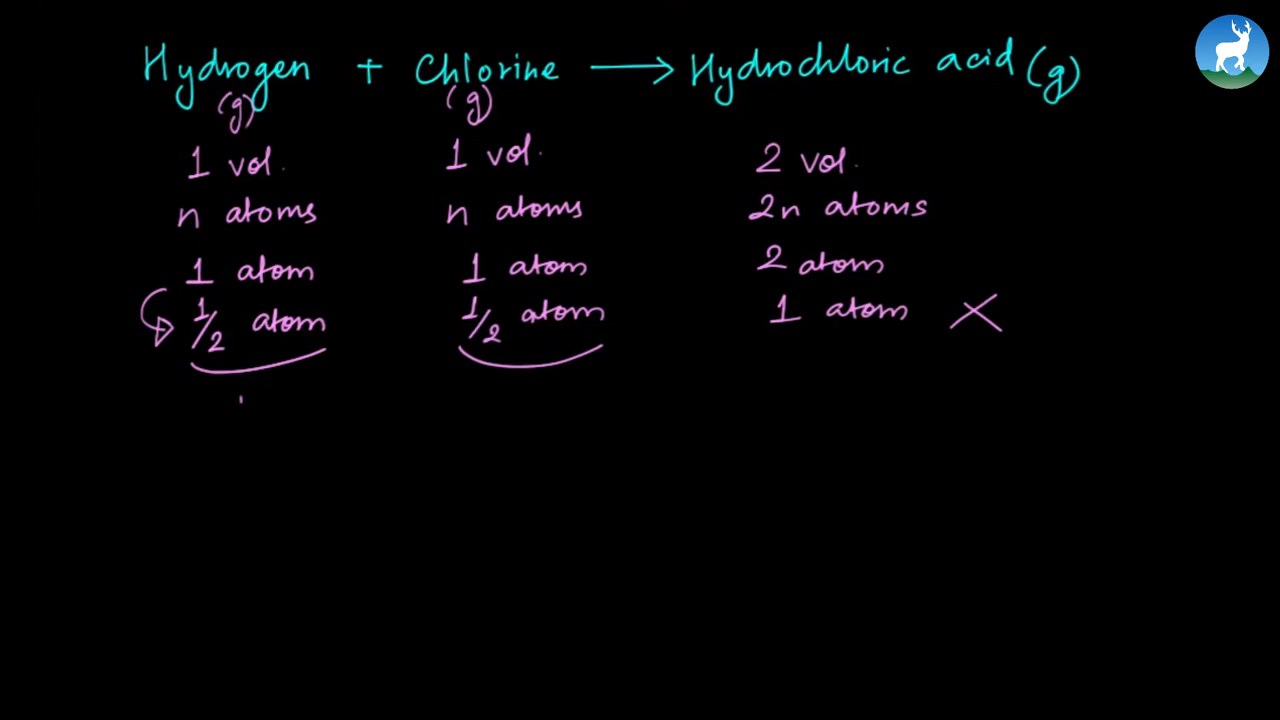 Hydrogen + Chlorine ⟶ Hydrochloric acid (g)
(g) (g)
1 vol. 1 vol. 2 vol.
n atoms n atoms 2n atoms
1 atom 1 atom 2 atom
1/2 atom 1/2 atom 1 atom ✗